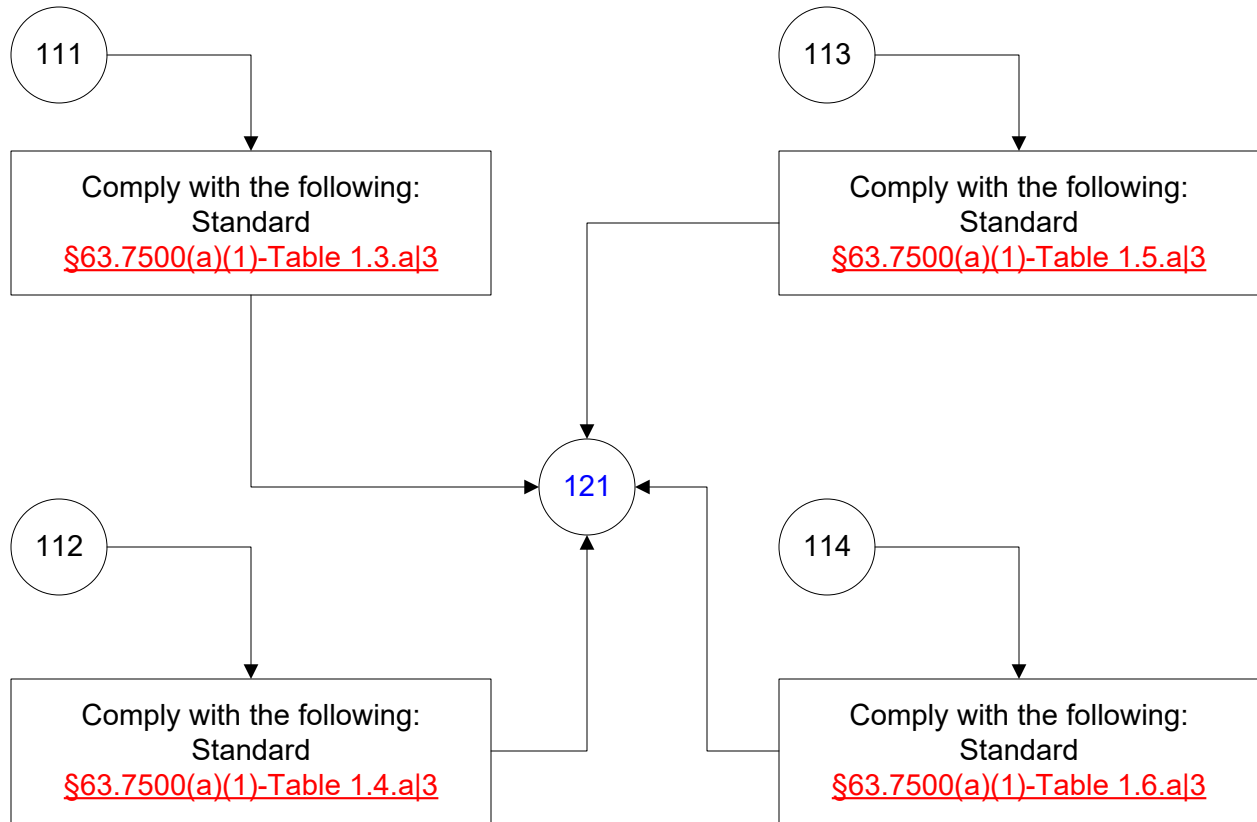 111
113
Comply with the following:
Standard
§63.7500(a)(1)-Table 1.3.a|3
Comply with the following:
Standard
§63.7500(a)(1)-Table 1.5.a|3
121
112
114
Comply with the following:
Standard
§63.7500(a)(1)-Table 1.4.a|3
Comply with the following:
Standard
§63.7500(a)(1)-Table 1.6.a|3